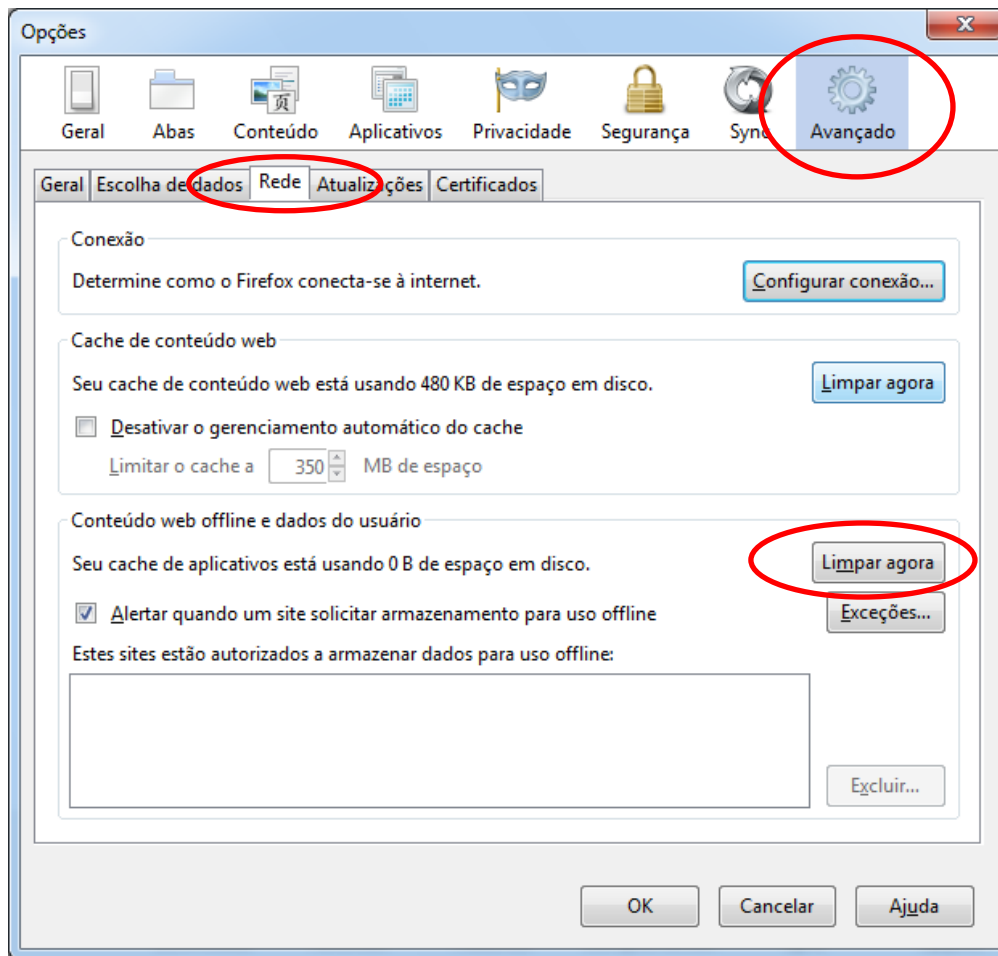 Opções
Geral Abas Conteúdo Aplicativos Privacidade Segurança Sync Avançado
Geral Escolha de dados Rede Atualizações Certificados
Conexão
Determine como o Firefox conecta-se à internet. Configurar conexão...
Cache de conteúdo web
Seu cache de conteúdo web está usando 480 KB de espaço em disco. Limpar agora
Desativar o gerenciamento automático do cache
Limitar o cache a 350 MB de espaço
Conteúdo web offline e dados do usuário
Seu cache de aplicativos está usando 0 B de espaço em disco. Limpar agora
Alertar quando um site solicitar armazenamento para uso offline Exceções...
Estes sites estão autorizados a armazenar dados para uso offline:
Excluir...
OK Cancelar Ajuda